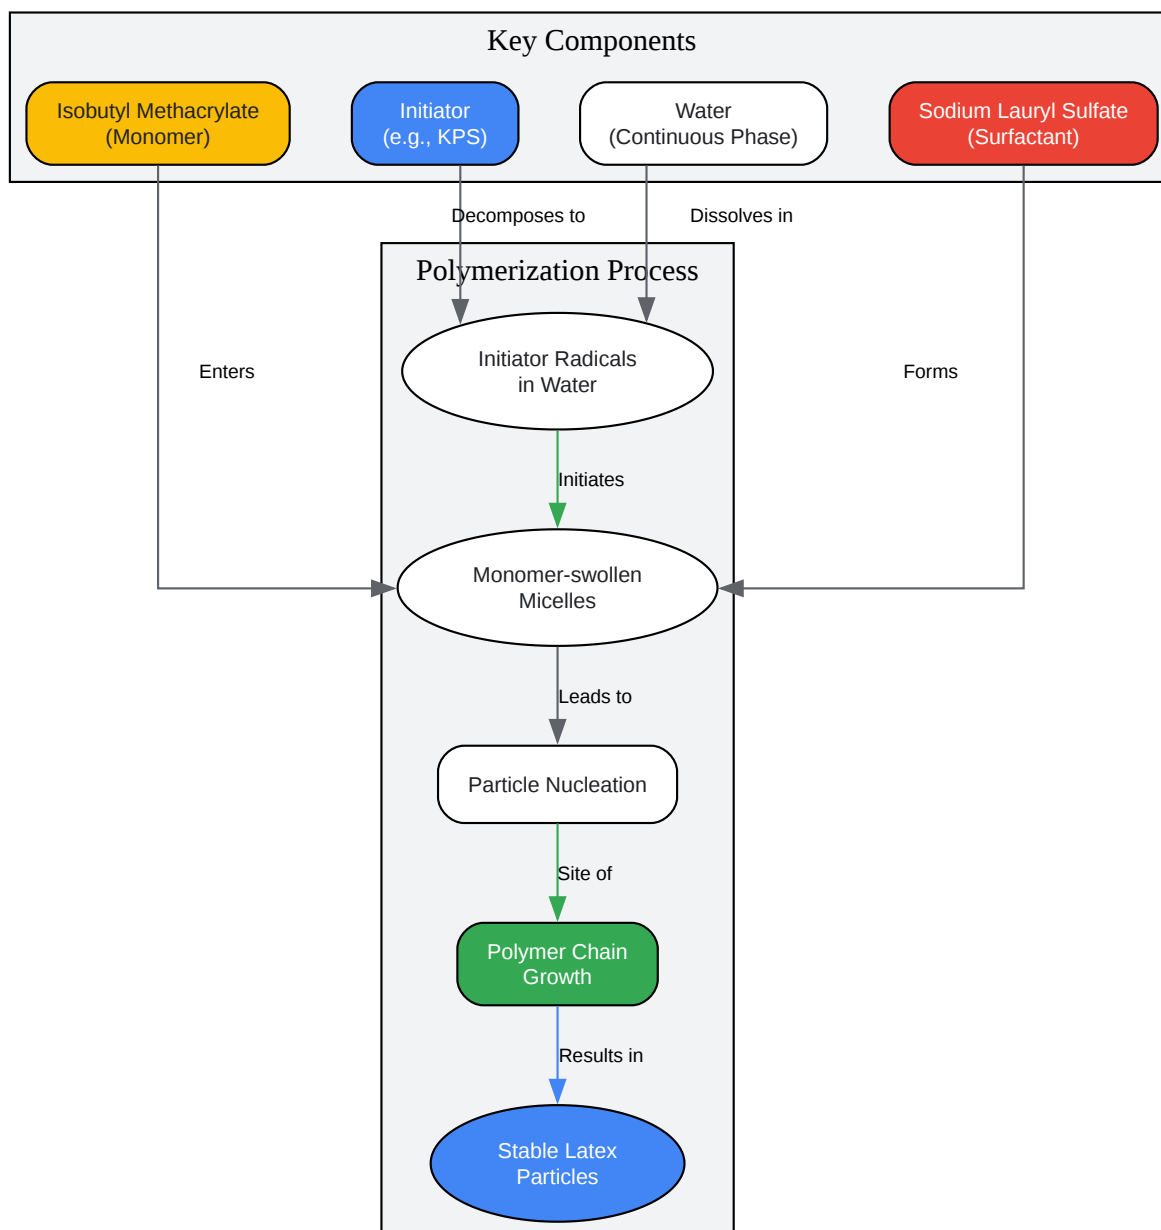 Key Components
Isobutyl Methacrylate
(Monomer)
Initiator
(e.g., KPS)
Water
(Continuous Phase)
Sodium Lauryl Sulfate
(Surfactant)
Decomposes to
Dissolves in
Polymerization Process
Initiator Radicals
in Water
Enters
Forms
Initiates
Monomer-swollen
Micelles
Leads to
Particle Nucleation
Site of
Polymer Chain
Growth
Results in
Stable Latex
Particles